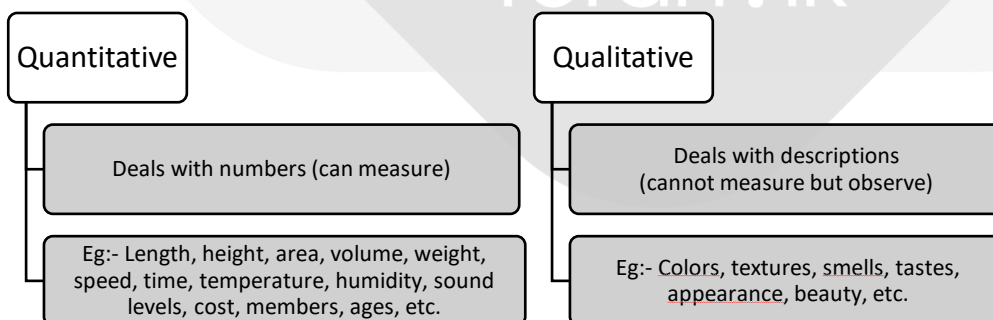 Quantitative
Deals with numbers (can measure)
Eg:- Length, height, area, volume, weight,
speed, time, temperature, humidity, sound
levels, cost, members, ages, etc.
Qualitative
Deals with descriptions
(cannot measure but observe)
Eg:- Colors, textures, smells, tastes,
appearance, beauty, etc.